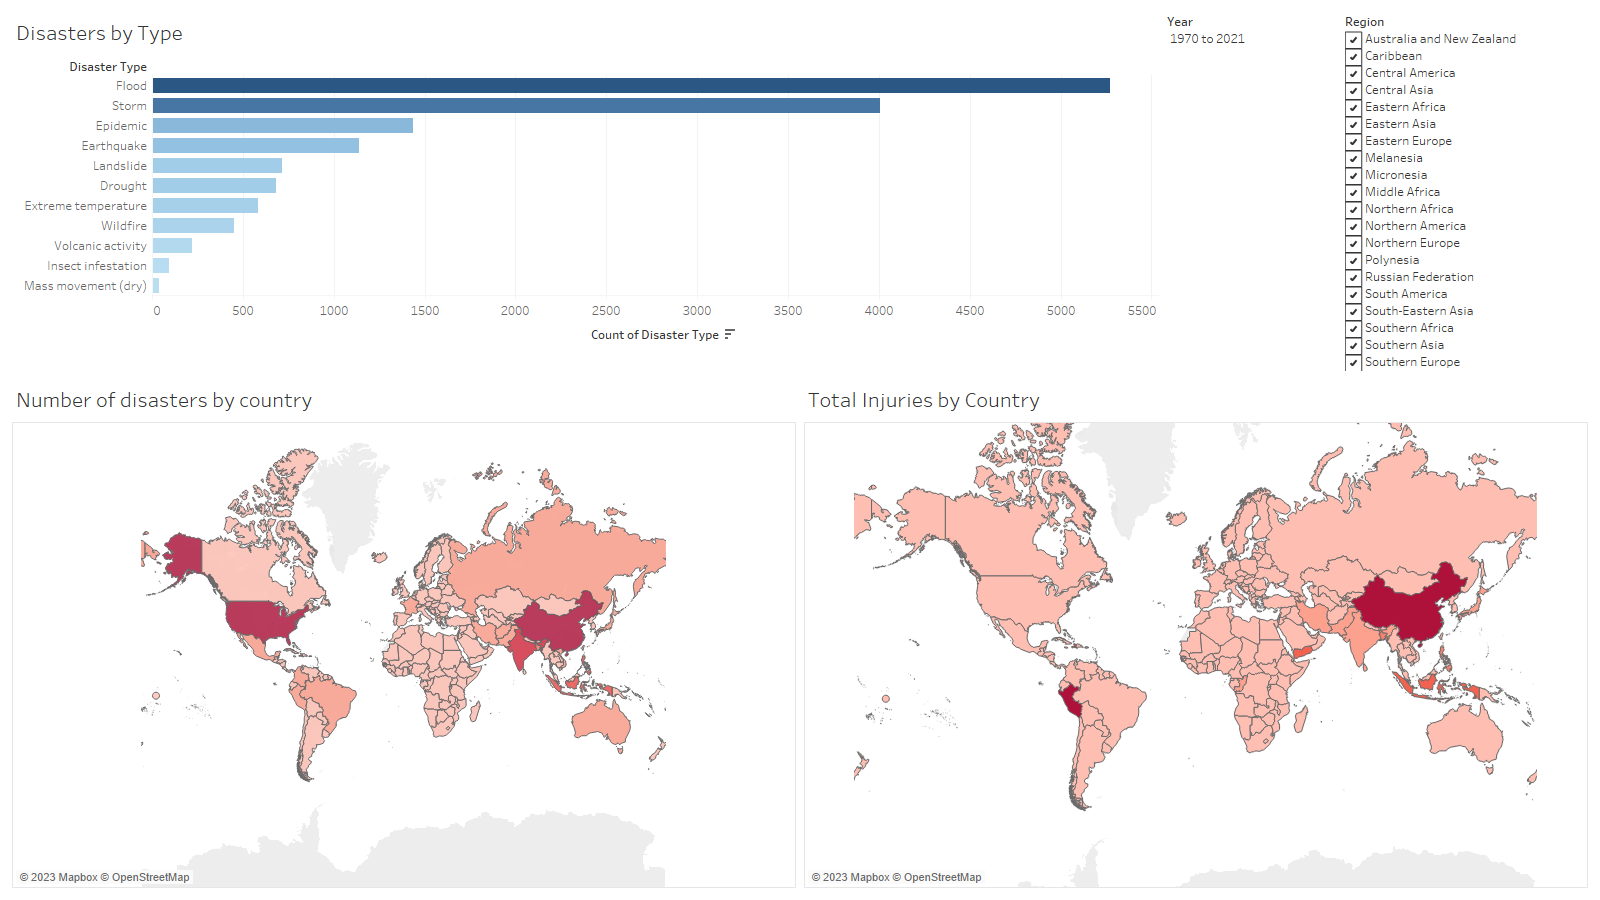 Disasters by Type
Disaster Type
Flood
Storm
Epidemic
Earthquake
Landslide
Drought
Extreme temperature
Wildfire
Volcanic activity
Insect infestation
Mass movement (dry)
0 500 1000 1500 2000 2500 3000 3500 4000 4500 5000 5500
Count of Disaster Type
Year
1970 to 2021
Region
Australia and New Zealand
Caribbean
Central America
Central Asia
Eastern Africa
Eastern Asia
Eastern Europe
Melanesia
Micronesia
Middle Africa
Northern Africa
Northern America
Northern Europe
Polynesia
Russian Federation
South America
South-Eastern Asia
Southern Africa
Southern Asia
Southern Europe
Number of disasters by country
© 2023 Mapbox © OpenStreetMap
Total Injuries by Country
© 2023 Mapbox © OpenStreetMap